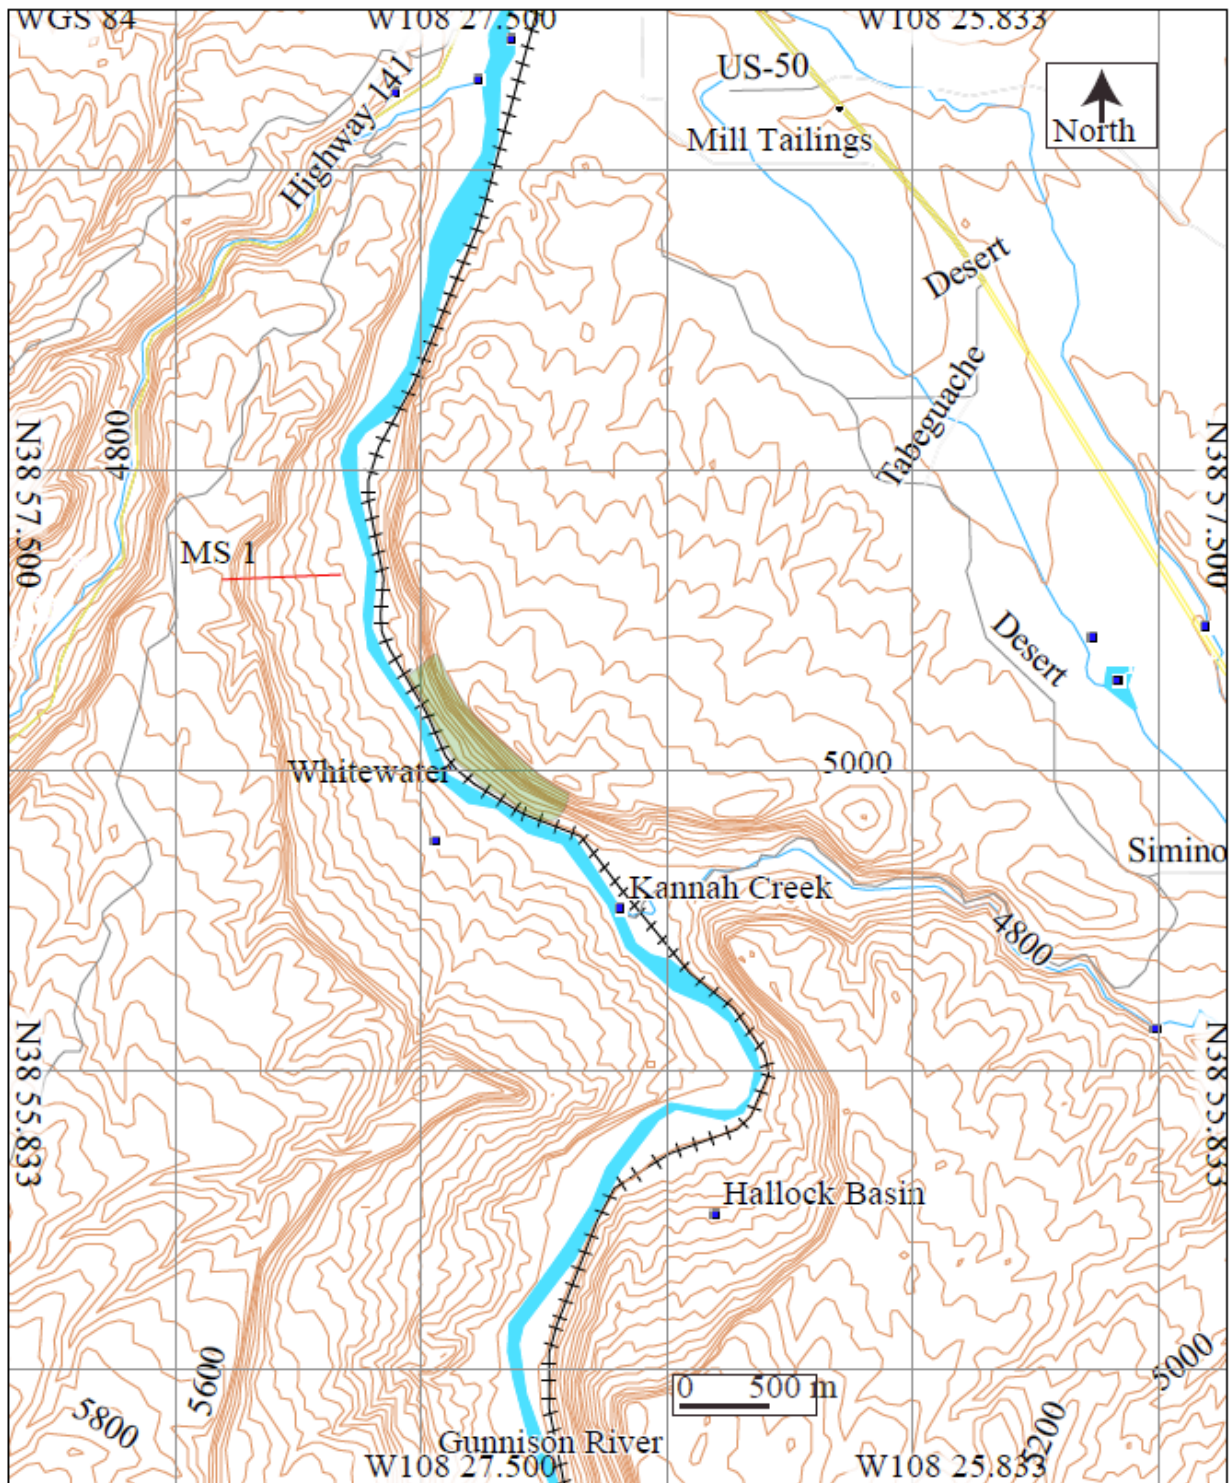 WGS 84
W108 27.500
W108 25.833
US-50
Highway 141
North
Mill Tailings
Desert
Tabeguache
4800
N38 57.500
N38 57.500
MS 1
Desert
Whitewater
5000
Simino
Kannah Creek
4800
N38 55.833
N38 55.833
Hallock Basin
5600
5000
0 500 m
5800
5200
Gunnison River
W108 27.500
W108 25.833